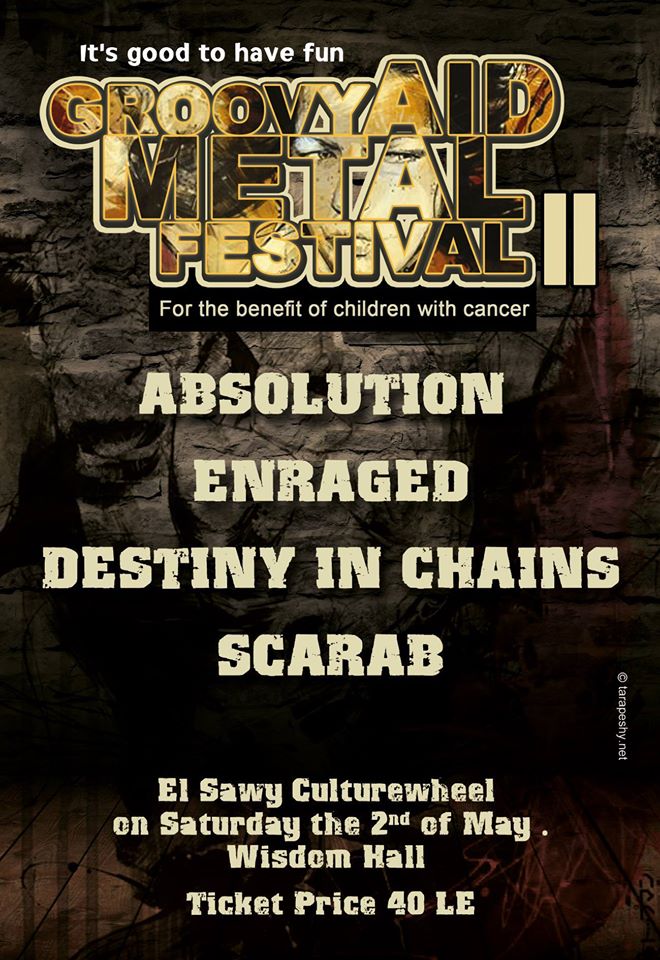 It's good to have fun
GROOVY AID
METAL
FESTIVAL II
For the benefit of children with cancer
ABSOLUTION
ENRAGED
DESTINY IN CHAINS
SCARAB
© tarapeshy.net
El Sawy Culturewheel
on Saturday the 2nd of May .
Wisdom Hall
Ticket Price 40 LE